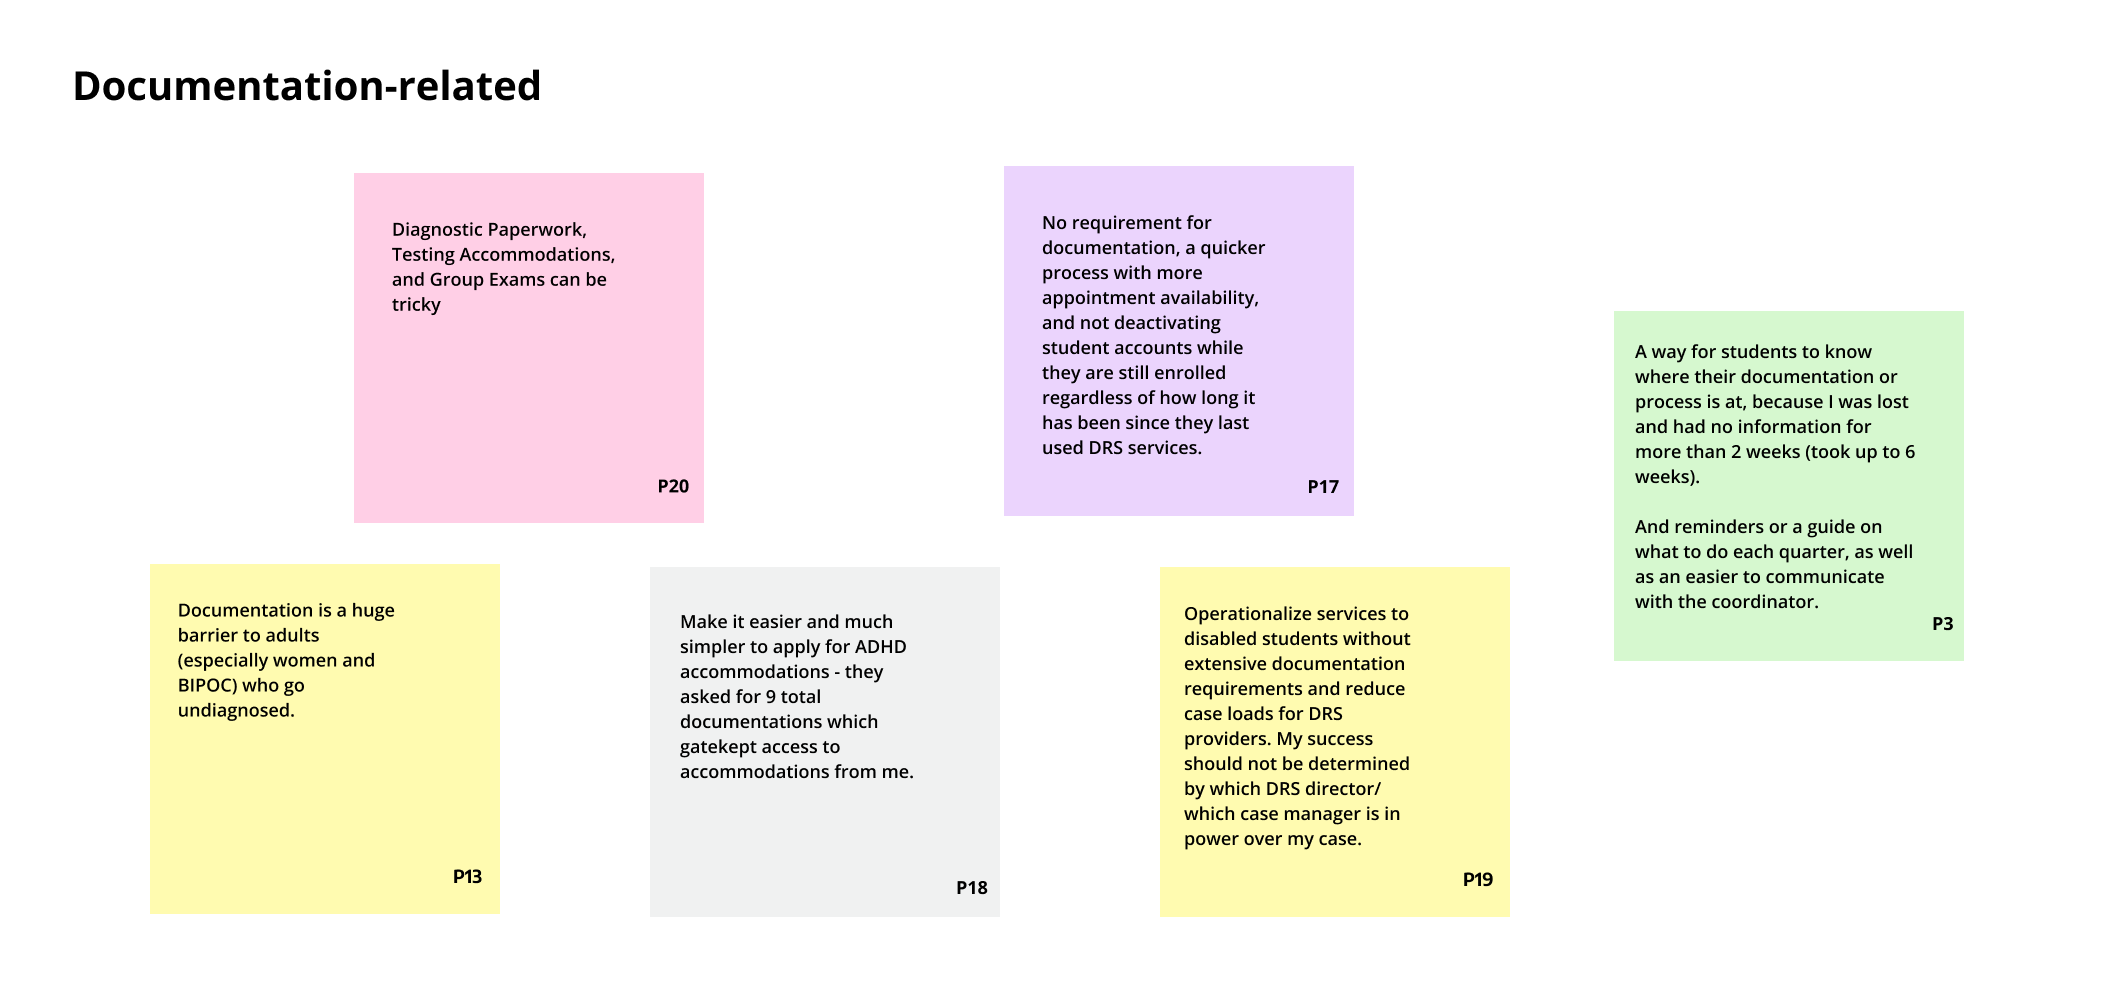 Documentation-related
Diagnostic Paperwork,
Testing Accommodations,
and Group Exams can be
tricky
P20
No requirement for
documentation, a quicker
process with more
appointment availability,
and not deactivating
student accounts while
they are still enrolled
regardless of how long it
has been since they last
used DRS services.
P17
A way for students to know
where their documentation or
process is at, because I was lost
and had no information for
more than 2 weeks (took up to 6
weeks).
And reminders or a guide on
what to do each quarter, as well
as an easier to communicate
with the coordinator.
P3
Documentation is a huge
barrier to adults
(especially women and
BIPOC) who go
undiagnosed.
P13
Make it easier and much
simpler to apply for ADHD
accommodations - they
asked for 9 total
documentations which
gatekept access to
accommodations from me.
P18
Operationalize services to
disabled students without
extensive documentation
requirements and reduce
case loads for DRS
providers. My success
should not be determined
by which DRS director/
which case manager is in
power over my case.
P19